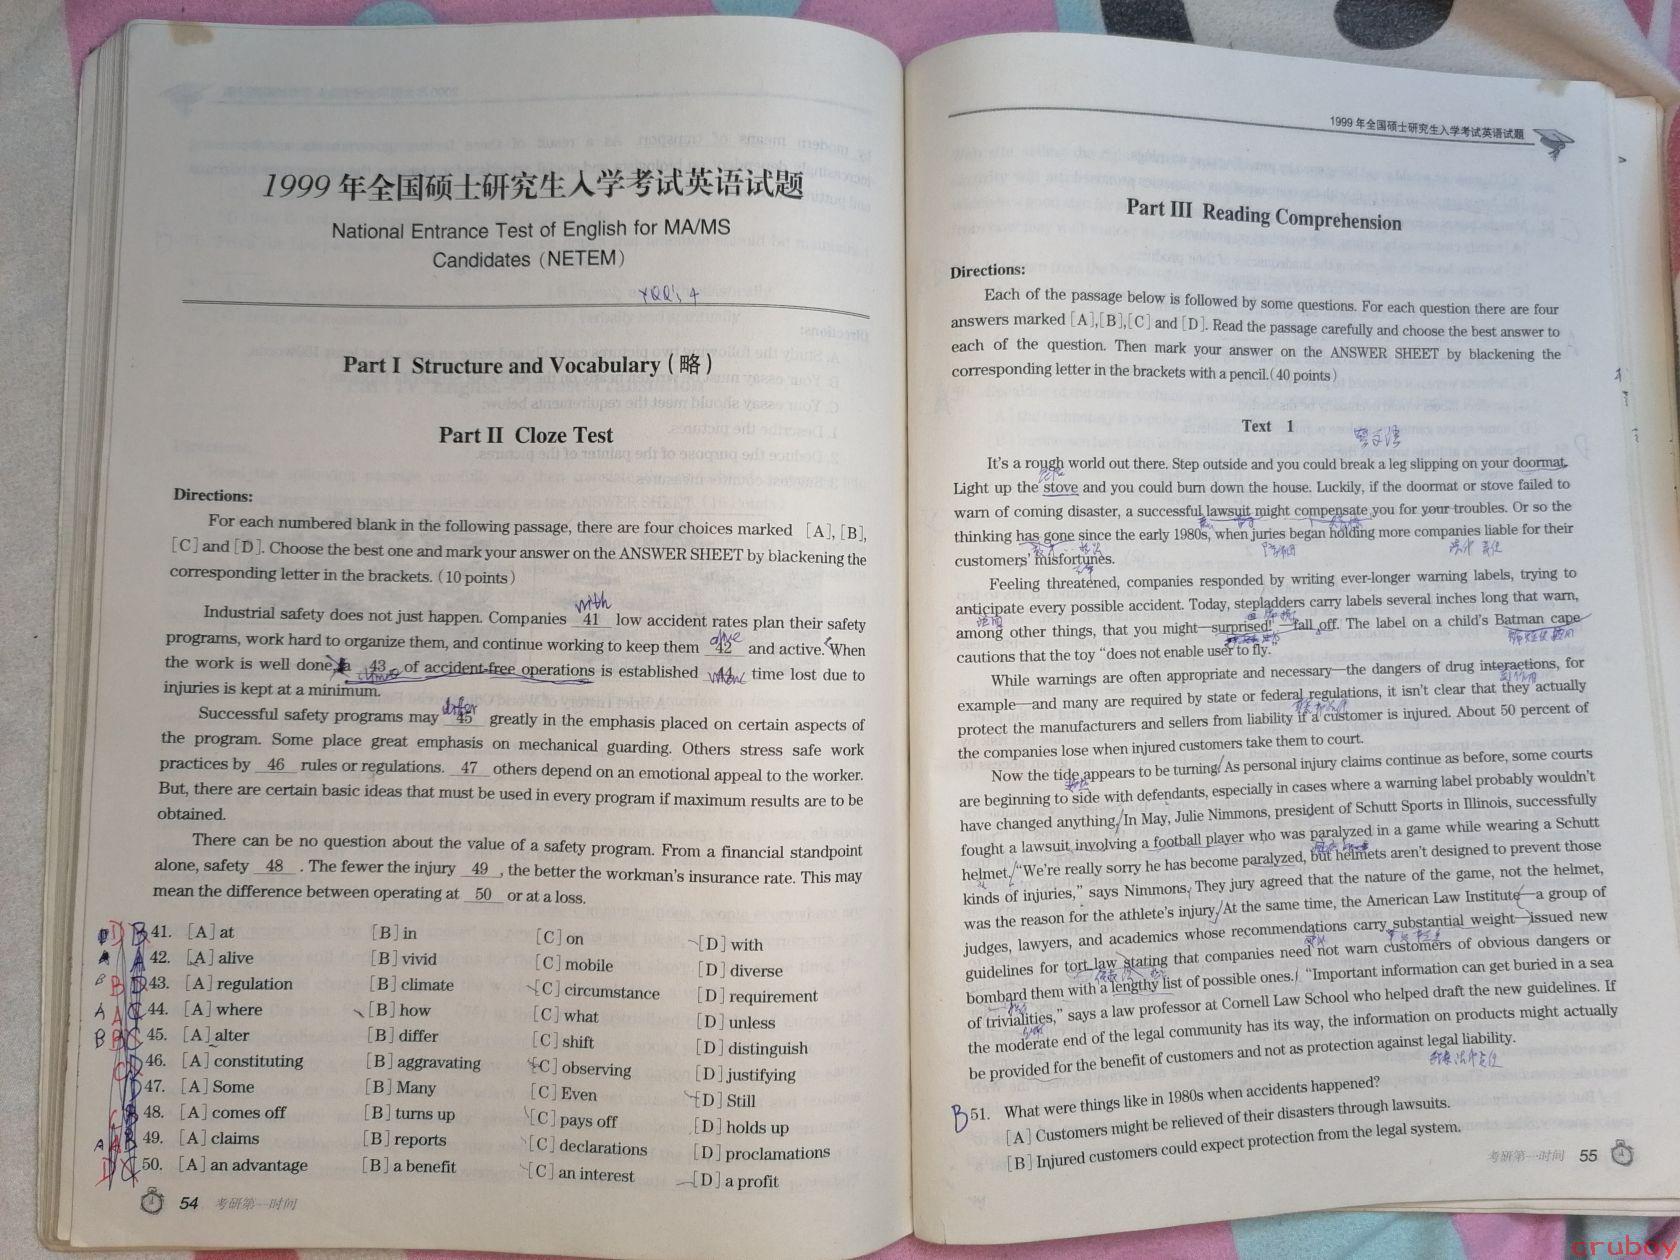 1999年全国硕士研究生入学考试英语试题
National Entrance Test of English for MA/MS
Candidates (NETEM)
Part I Structure and Vocabulary (略)
Part II Cloze Test
Directions:
For each numbered blank in the following passage, there are four choices marked [A], [B],
[C] and [D]. Choose the best one and mark your answer on the ANSWER SHEET by blackening the
corresponding letter in the brackets. (10 points)
with
Industrial safety does not just happen. Companies 41 low accident rates plan their safety
alive
programs, work hard to organize them, and continue working to keep them 42 and active. When
the work is well done, a 43 of accident-free operations is established 44 time lost due to
injuries is kept at a minimum.
differ
Successful safety programs may 45 greatly in the emphasis placed on certain aspects of
the program. Some place great emphasis on mechanical guarding. Others stress safe work
practices by 46 rules or regulations. 47 others depend on an emotional appeal to the worker.
But, there are certain basic ideas that must be used in every program if maximum results are to be
obtained.
There can be no question about the value of a safety program. From a financial standpoint
alone, safety 48 . The fewer the injury 49 , the better the workman's insurance rate. This may
mean the difference between operating at 50 or at a loss.
41. [A] at [B] in [C] on [D] with
42. [A] alive [B] vivid [C] mobile [D] diverse
43. [A] regulation [B] climate [C] circumstance [D] requirement
44. [A] where [B] how [C] what [D] unless
45. [A] alter [B] differ [C] shift [D] distinguish
46. [A] constituting [B] aggravating [C] observing [D] justifying
47. [A] Some [B] Many [C] Even [D] Still
48. [A] comes off [B] turns up [C] pays off [D] holds up
49. [A] claims [B] reports [C] declarations [D] proclamations
50. [A] an advantage [B] a benefit [C] an interest [D] a profit
54 考研第一时间
1999年全国硕士研究生入学考试英语试题
Part III Reading Comprehension
Directions:
Each of the passage below is followed by some questions. For each question there are four
answers marked [A],[B],[C] and [D]. Read the passage carefully and choose the best answer to
each of the question. Then mark your answer on the ANSWER SHEET by blackening the
corresponding letter in the brackets with a pencil.(40 points)
Text 1
It's a rough world out there. Step outside and you could break a leg slipping on your doormat.
Light up the stove and you could burn down the house. Luckily, if the doormat or stove failed to
warn of coming disaster, a successful lawsuit might compensate you for your troubles. Or so the
thinking has gone since the early 1980s, when juries began holding more companies liable for their
customers' misfortunes.
Feeling threatened, companies responded by writing ever-longer warning labels, trying to
anticipate every possible accident. Today, stepladders carry labels several inches long that warn,
among other things, that you might—surprised! —fall off. The label on a child's Batman cape
cautions that the toy "does not enable user to fly."
While warnings are often appropriate and necessary—the dangers of drug interactions, for
example—and many are required by state or federal regulations, it isn't clear that they actually
protect the manufacturers and sellers from liability if a customer is injured. About 50 percent of
the companies lose when injured customers take them to court.
Now the tide appears to be turning. As personal injury claims continue as before, some courts
are beginning to side with defendants, especially in cases where a warning label probably wouldn't
have changed anything. In May, Julie Nimmons, president of Schutt Sports in Illinois, successfully
fought a lawsuit involving a football player who was paralyzed in a game while wearing a Schutt
helmet. "We're really sorry he has become paralyzed, but helmets aren't designed to prevent those
kinds of injuries," says Nimmons. They jury agreed that the nature of the game, not the helmet,
was the reason for the athlete's injury. At the same time, the American Law Institute—a group of
judges, lawyers, and academics whose recommendations carry substantial weight—issued new
guidelines for tort law stating that companies need not warn customers of obvious dangers or
bombard them with a lengthy list of possible ones. "Important information can get buried in a sea
of trivialities," says a law professor at Cornell Law School who helped draft the new guidelines. If
the moderate end of the legal community has its way, the information on products might actually
be provided for the benefit of customers and not as protection against legal liability.
B 51. What were things like in 1980s when accidents happened?
[A] Customers might be relieved of their disasters through lawsuits.
[B] Injured customers could expect protection from the legal system.
考研第一时间 55
cruboy